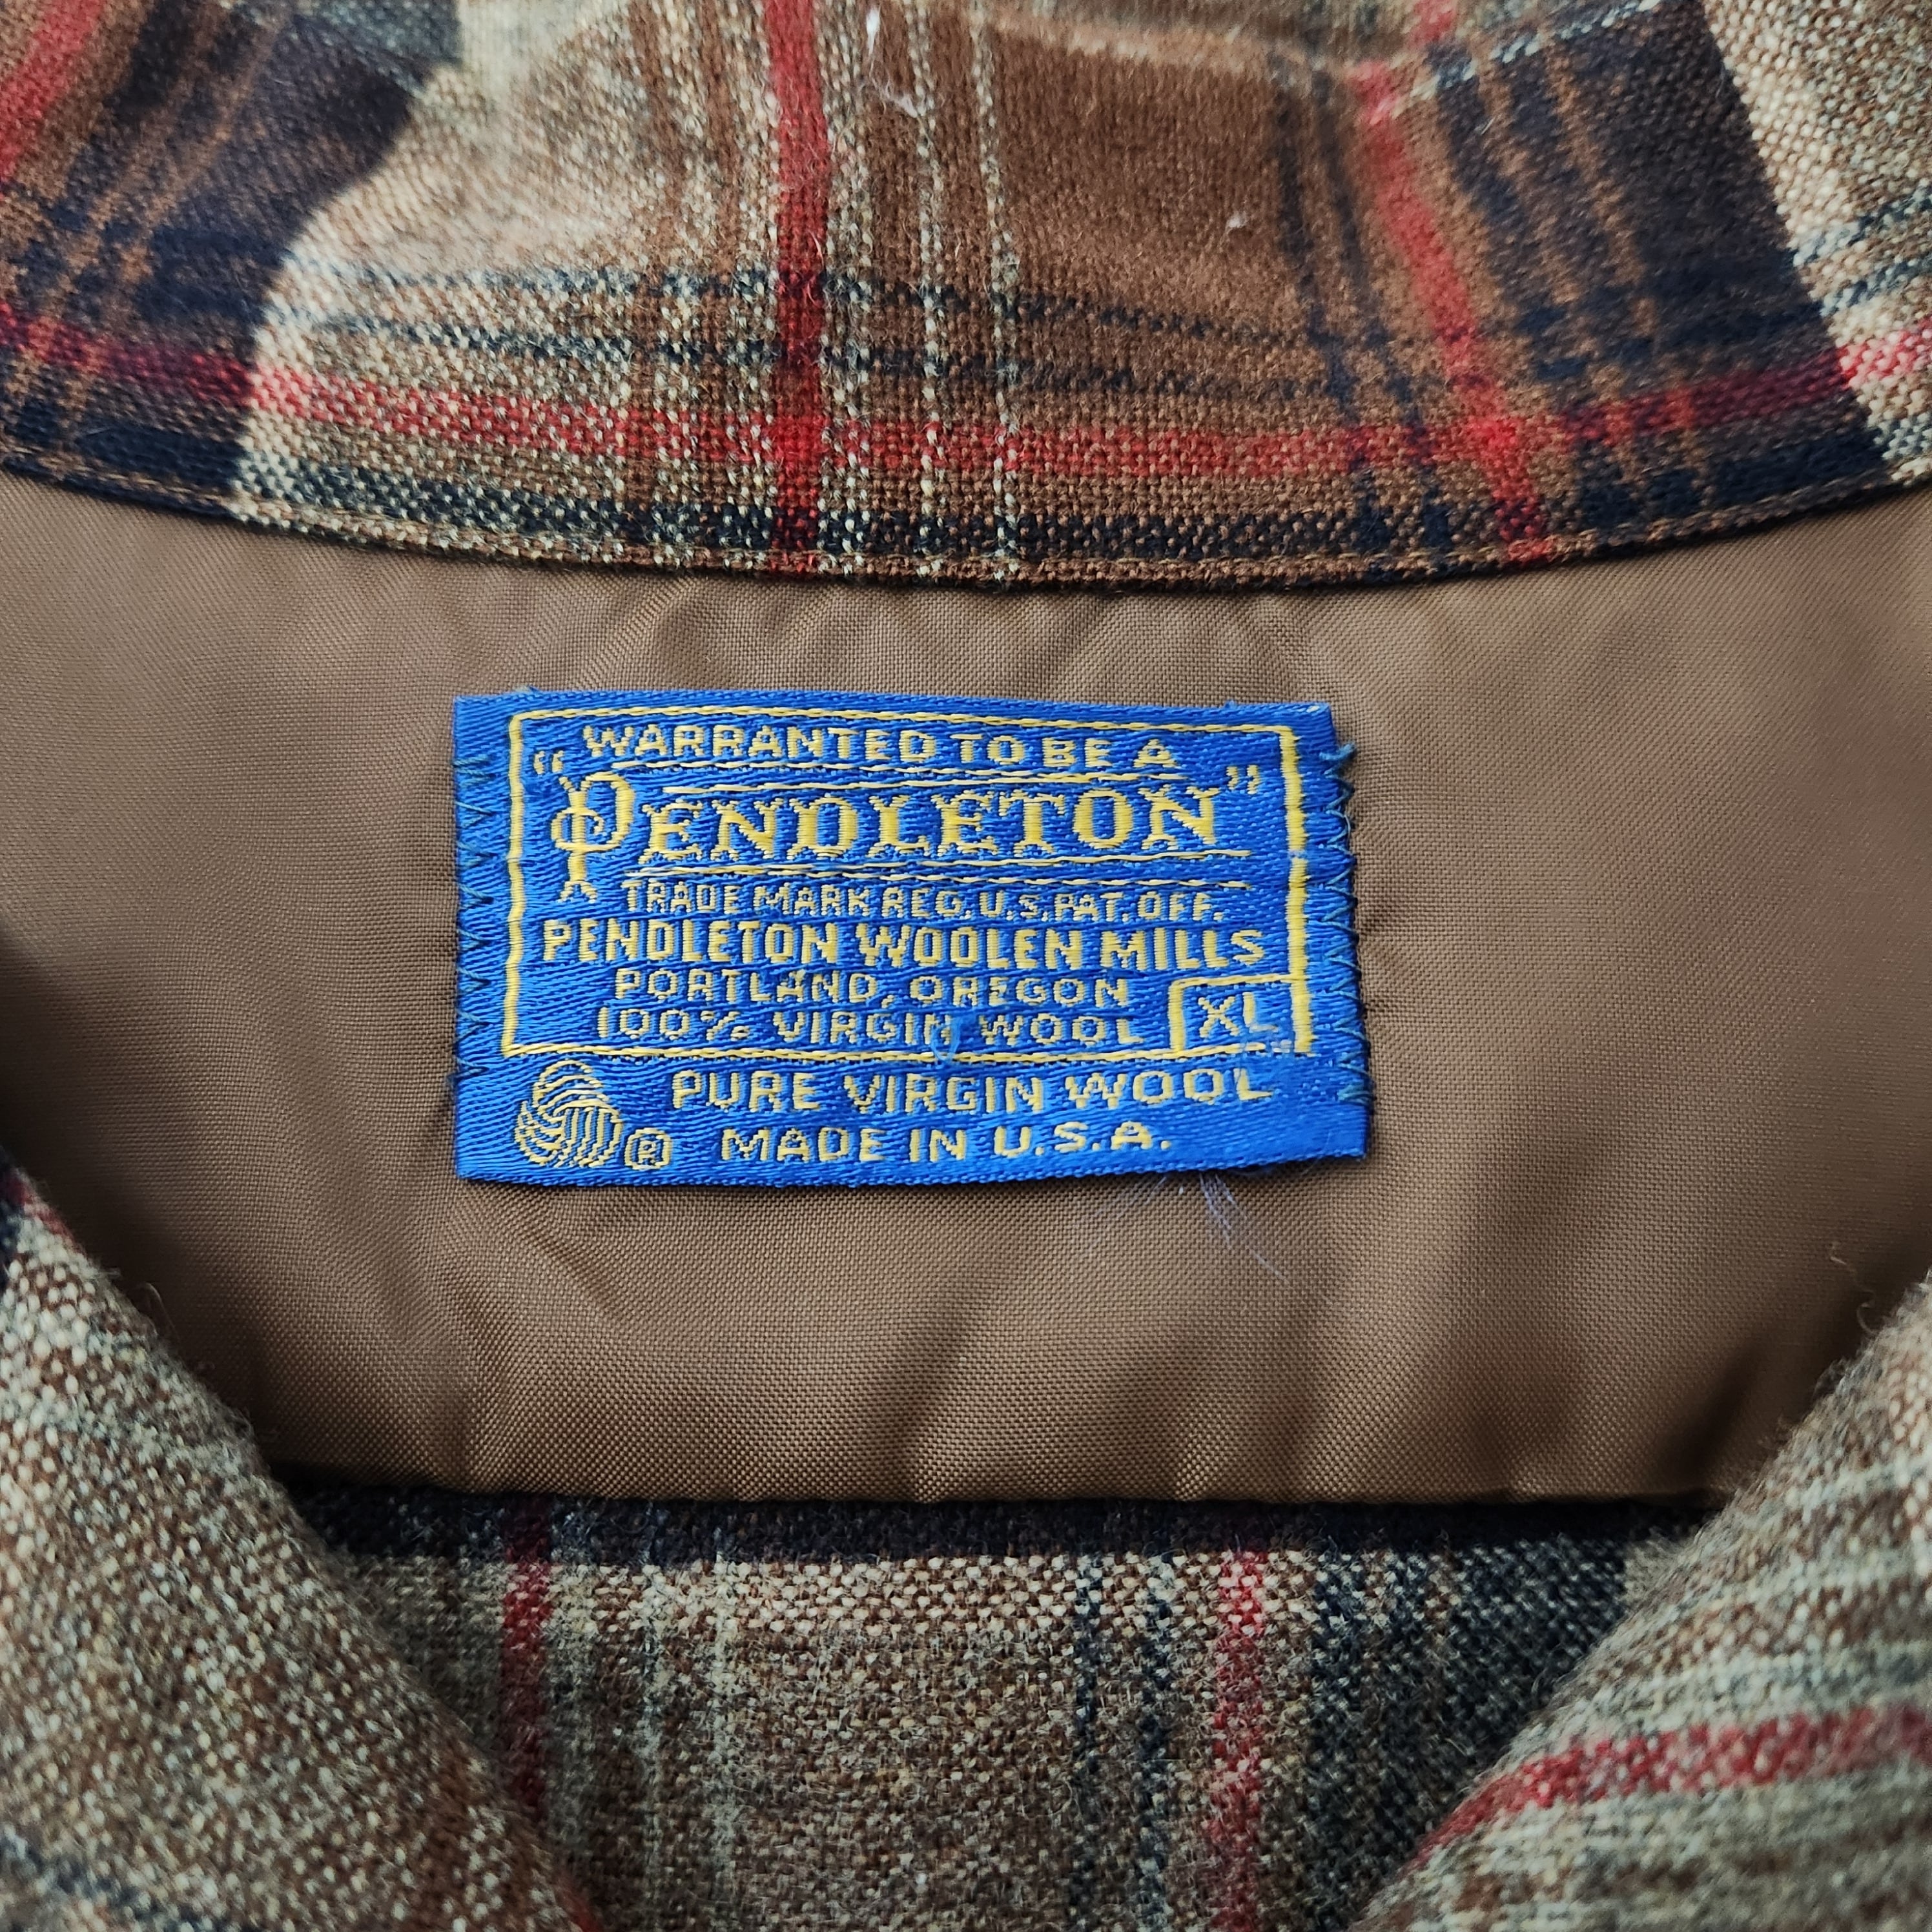 WARRANTED TO BE A
"PENDLETON"
TRADE MARK REG. U.S. PAT. OFF.
PENDLETON WOOLEN MILLS
PORTLAND, OREGON
100% VIRGIN WOOL XL
PURE VIRGIN WOOL
® MADE IN U.S.A.